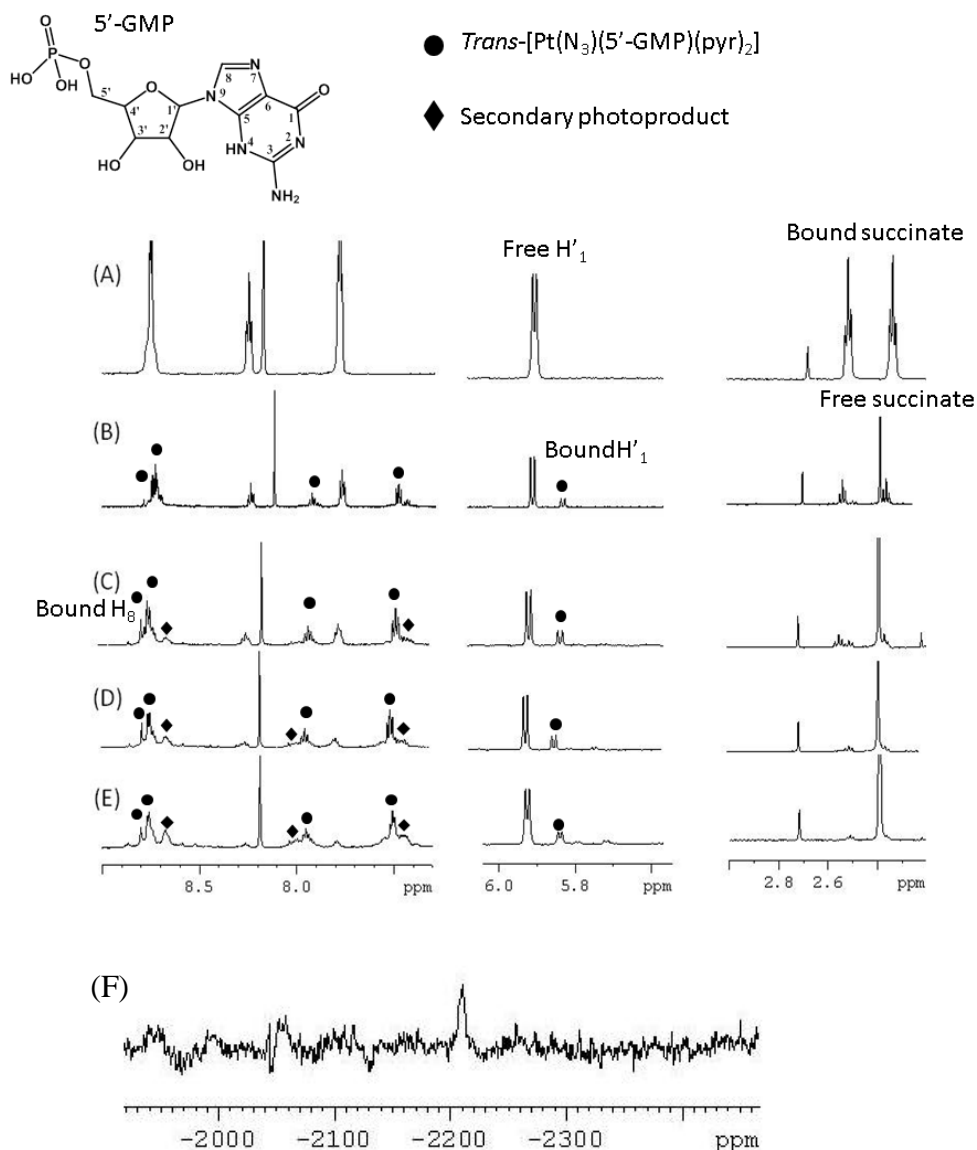 5’-GMP
Trans-[Pt(N3)(5’-GMP)(pyr)2]
Secondary photoproduct
O
P
HO
OH
O
5'
4'
3'
2'
1'
O
HO
OH
N
9
8
7
N
5
6
1
O
HN
4
3
2
N
NH2
(A)
Free H’1
Bound succinate
(B)
BoundH’1
Free succinate
(C)
Bound H8
(D)
(E)
8.5 8.0 ppm
6.0 5.8 ppm
2.8 2.6 ppm
(F)
-2000 -2100 -2200 -2300 ppm